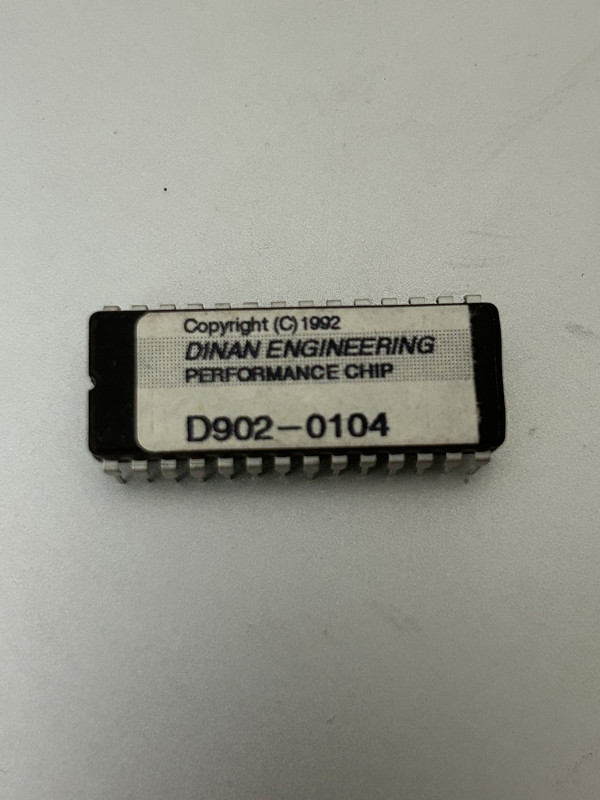 Copyright (C) 1992
DINAN ENGINEERING
PERFORMANCE CHIP
D902-0104